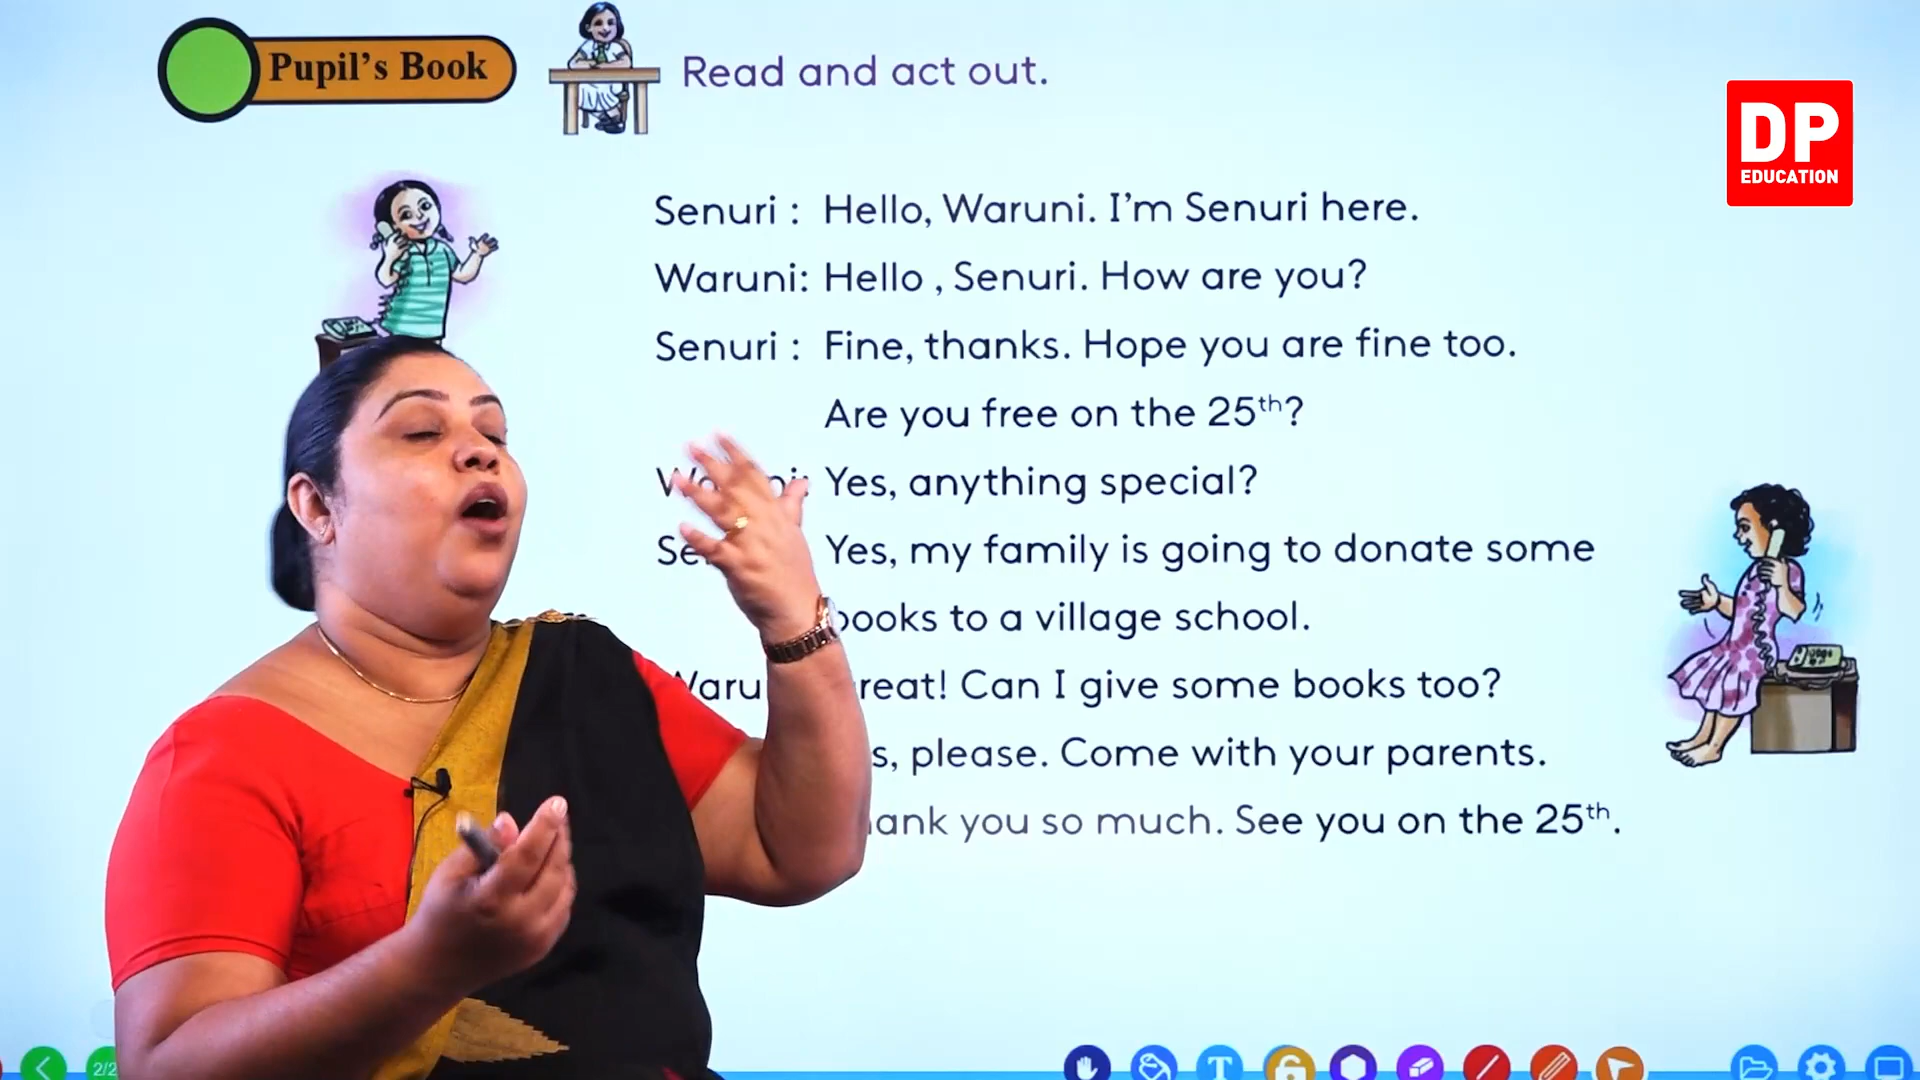 Pupil's Book
Read and act out.
DP
EDUCATION
Senuri : Hello, Waruni. I'm Senuri here.
Waruni: Hello , Senuri. How are you?
Senuri : Fine, thanks. Hope you are fine too.
Are you free on the 25th?
Yes, anything special?
Yes, my family is going to donate some
books to a village school.
Can I give some books too?
please. Come with your parents.
you so much. See you on the 25th.
2/2
T